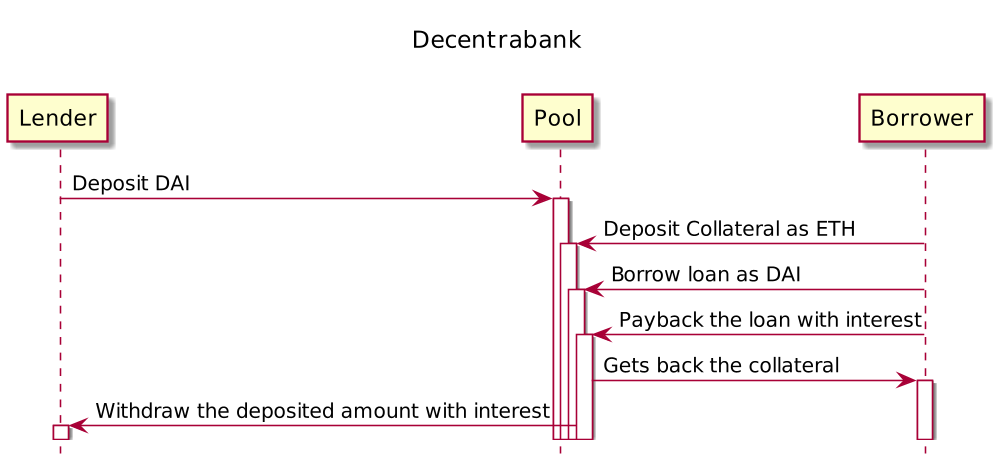 Decentrabank
Lender
Pool
Borrower
Deposit DAI
Deposit Collateral as ETH
Borrow loan as DAI
Payback the loan with interest
Gets back the collateral
Withdraw the deposited amount with interest